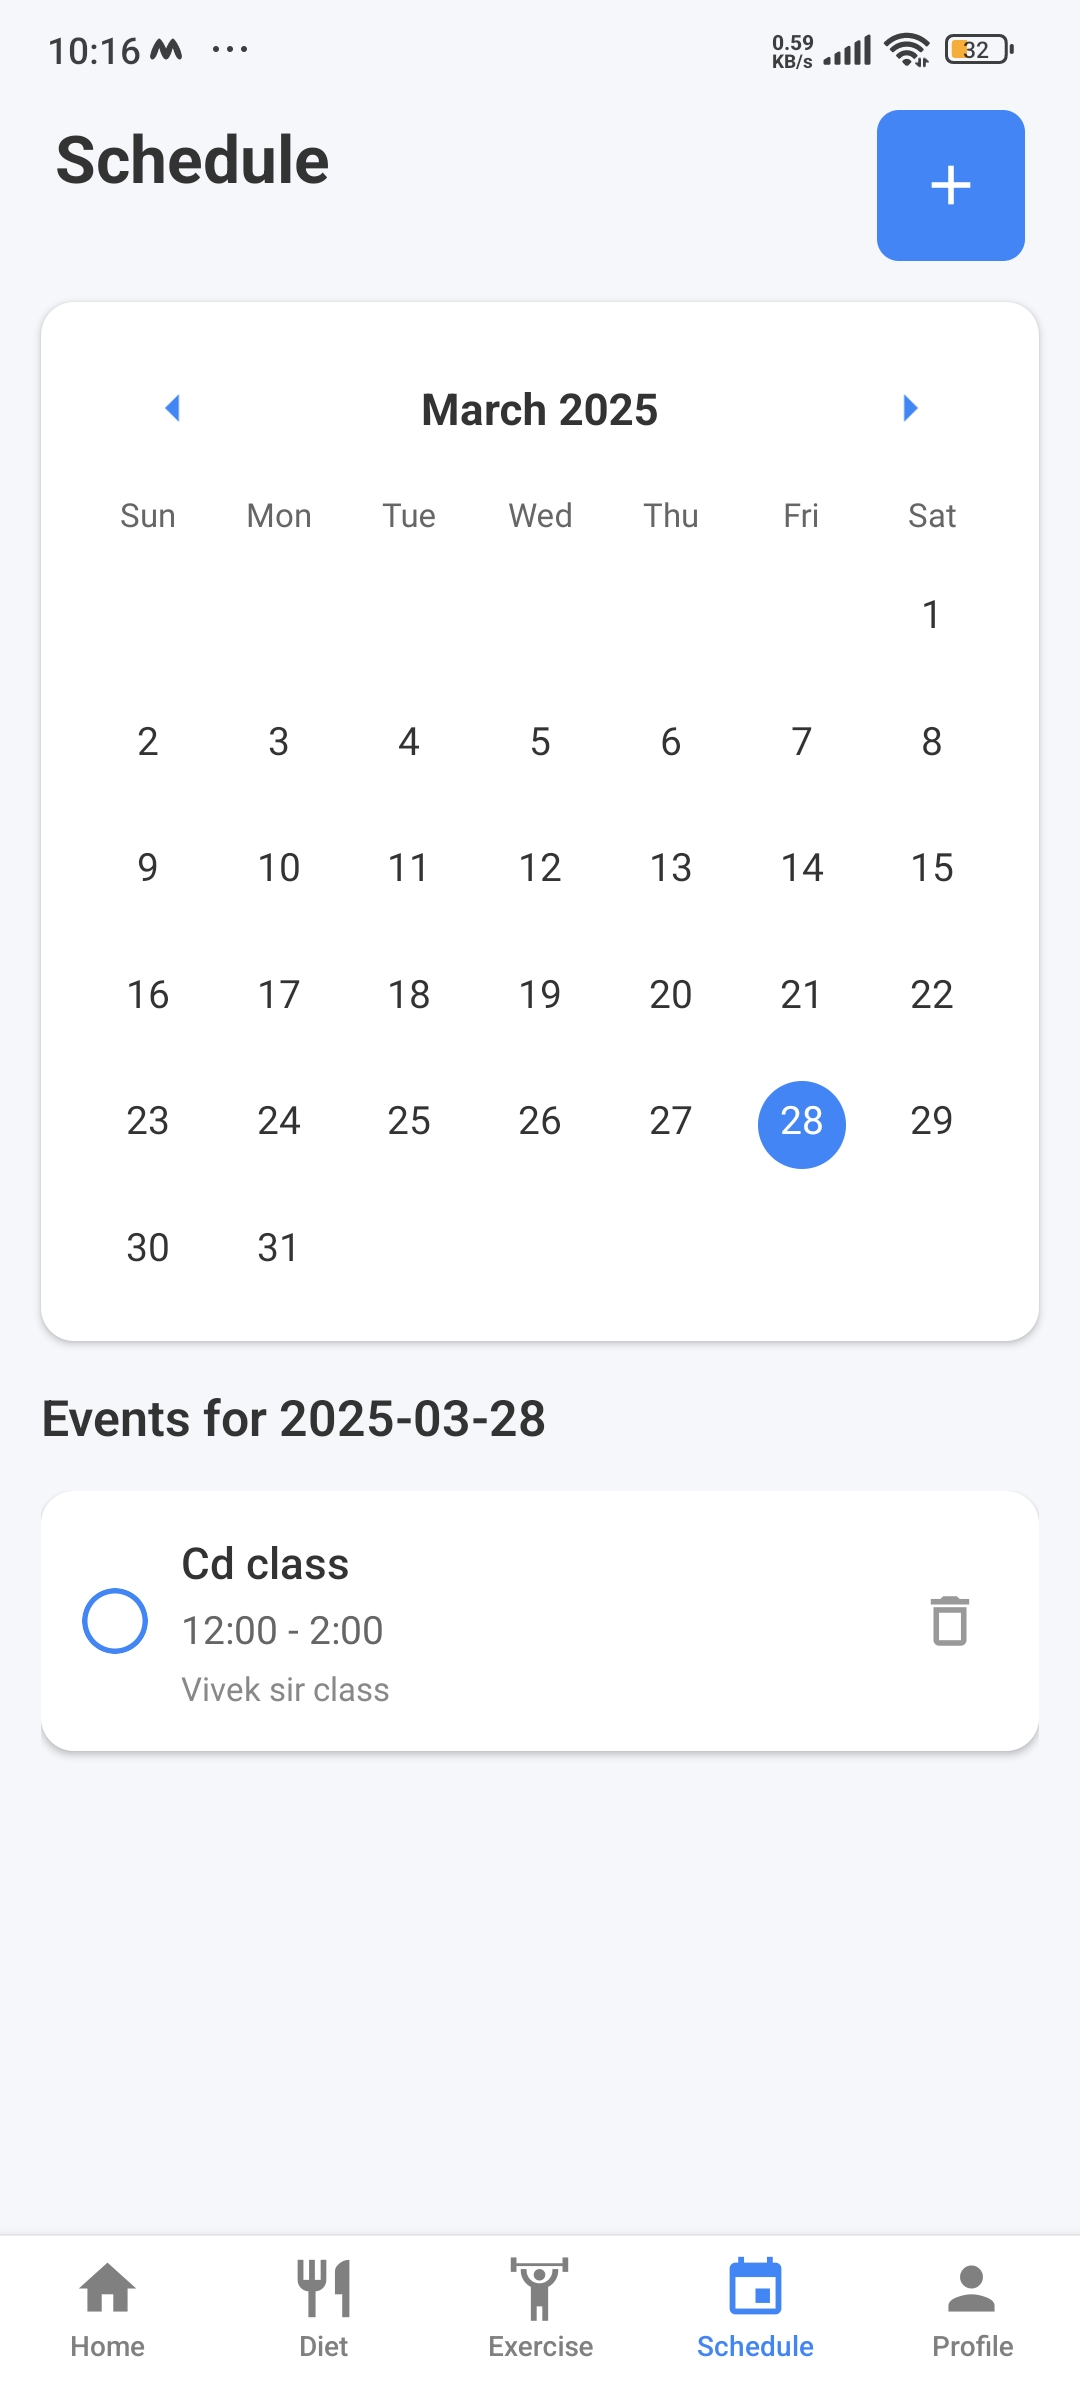 10:16
0.59
KB/s
32
Schedule
+
March 2025
Sun Mon Tue Wed Thu Fri Sat
1
2 3 4 5 6 7 8
9 10 11 12 13 14 15
16 17 18 19 20 21 22
23 24 25 26 27 28 29
30 31
Events for 2025-03-28
Cd class
12:00 - 2:00
Vivek sir class
Home Diet Exercise Schedule Profile